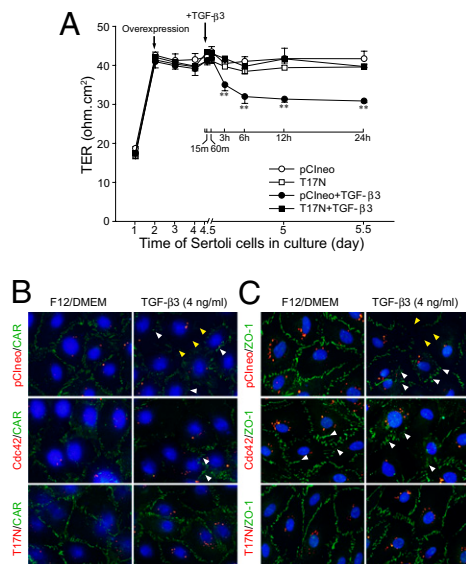 A
+TGF-β3
Overexpression
TER (ohm.cm²)
50
40
30
20
10
0
**
**
**
**
3h
6h
12h
24h
15m
60m
pCIneo
T17N
pCIneo+TGF-β3
T17N+TGF-β3
1
2
3
4
4.5
5
5.5
Time of Sertoli cells in culture (day)
B
F12/DMEM
TGF-β3 (4 ng/ml)
pCIneo/CAR
Cdc42/CAR
T17N/CAR
C
F12/DMEM
TGF-β3 (4 ng/ml)
pCIneo/ZO-1
Cdc42/ZO-1
T17N/ZO-1